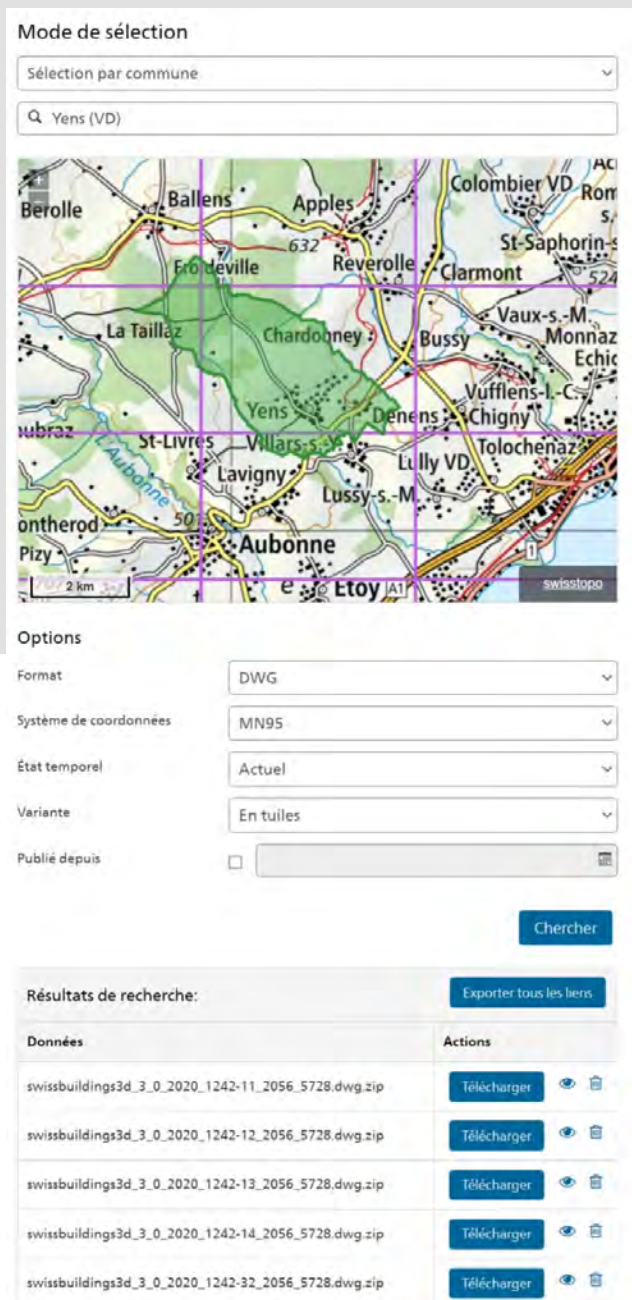 Mode de sélection
Sélection par commune
Yens (VD)
Berolle
Ballens
Apples
Colombier VD
632
St-Saphorin-s
Froideville
Reverolle
Clarmont
524
La Taillaz
Chardonney
Bussy
Vaux-s.-M.
Monnaz
Echic
Vufflens-l.-C.
Yens
Denens
Chigny
ubraz
St-Livres
Villars-s.-Y
Tolochenaz
L'Aubonne
Lavigny
Lully VD
Lussy-s.-M.
ontherod
50
Pizy
Aubonne
1
2 km
e
Etoy
A1
swisstopo
Options
Format
DWG
Système de coordonnées
MN95
État temporel
Actuel
Variante
En tuiles
Publié depuis
Chercher
Résultats de recherche:
Exporter tous les liens
Données
Actions
swissbuildings3d_3_0_2020_1242-11_2056_5728.dwg.zip
Télécharger
swissbuildings3d_3_0_2020_1242-12_2056_5728.dwg.zip
Télécharger
swissbuildings3d_3_0_2020_1242-13_2056_5728.dwg.zip
Télécharger
swissbuildings3d_3_0_2020_1242-14_2056_5728.dwg.zip
Télécharger
swissbuildings3d_3_0_2020_1242-32_2056_5728.dwg.zip
Télécharger